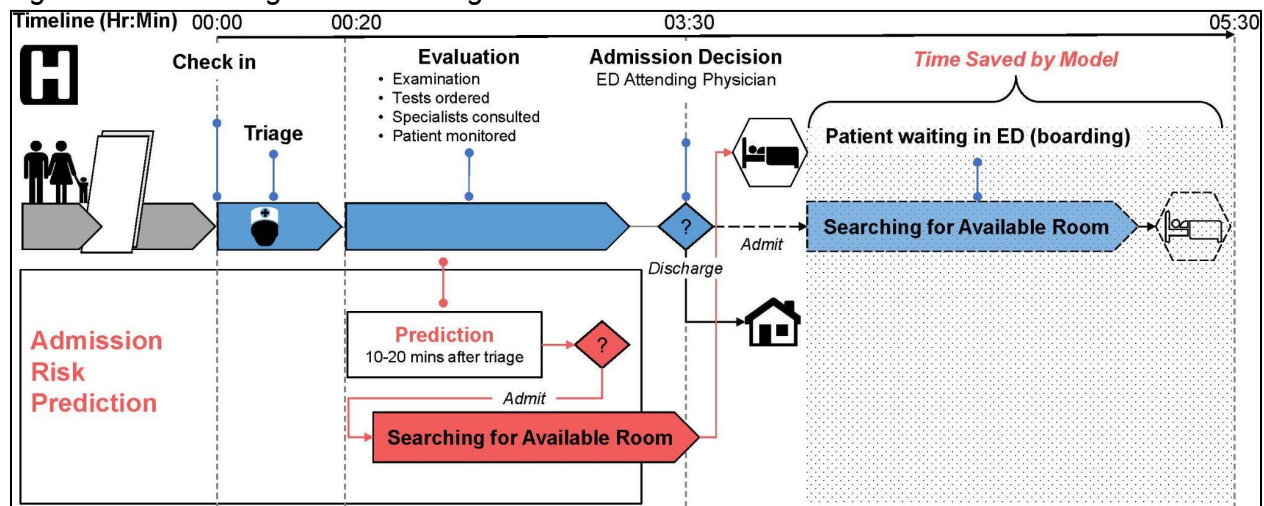 Timeline (Hr:Min) 00:00 00:20 03:30 05:30
H
Check in
Triage
Evaluation
• Examination
• Tests ordered
• Specialists consulted
• Patient monitored
Admission Decision
ED Attending Physician
Time Saved by Model
Patient waiting in ED (boarding)
?
Admit
Searching for Available Room
Discharge
Admission
Risk
Prediction
Prediction
10-20 mins after triage
?
Admit
Searching for Available Room